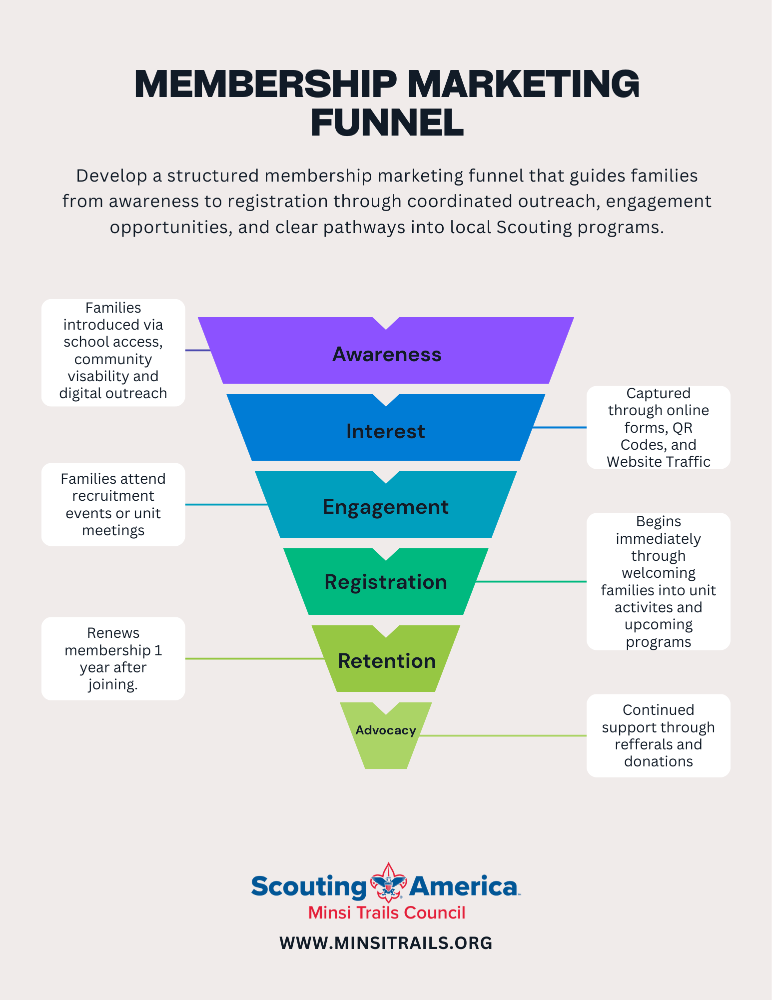 MEMBERSHIP MARKETING
FUNNEL
Develop a structured membership marketing funnel that guides families
from awareness to registration through coordinated outreach, engagement
opportunities, and clear pathways into local Scouting programs.
Families
introduced via
school access,
community
visability and
digital outreach
Awareness
Interest
Captured
through online
forms, QR
Codes, and
Website Traffic
Families attend
recruitment
events or unit
meetings
Engagement
Registration
Begins
immediately
through
welcoming
families into unit
activites and
upcoming
programs
Renews
membership 1
year after
joining.
Retention
Advocacy
Continued
support through
refferals and
donations
Scouting America™
Minsi Trails Council
WWW.MINSITRAILS.ORG